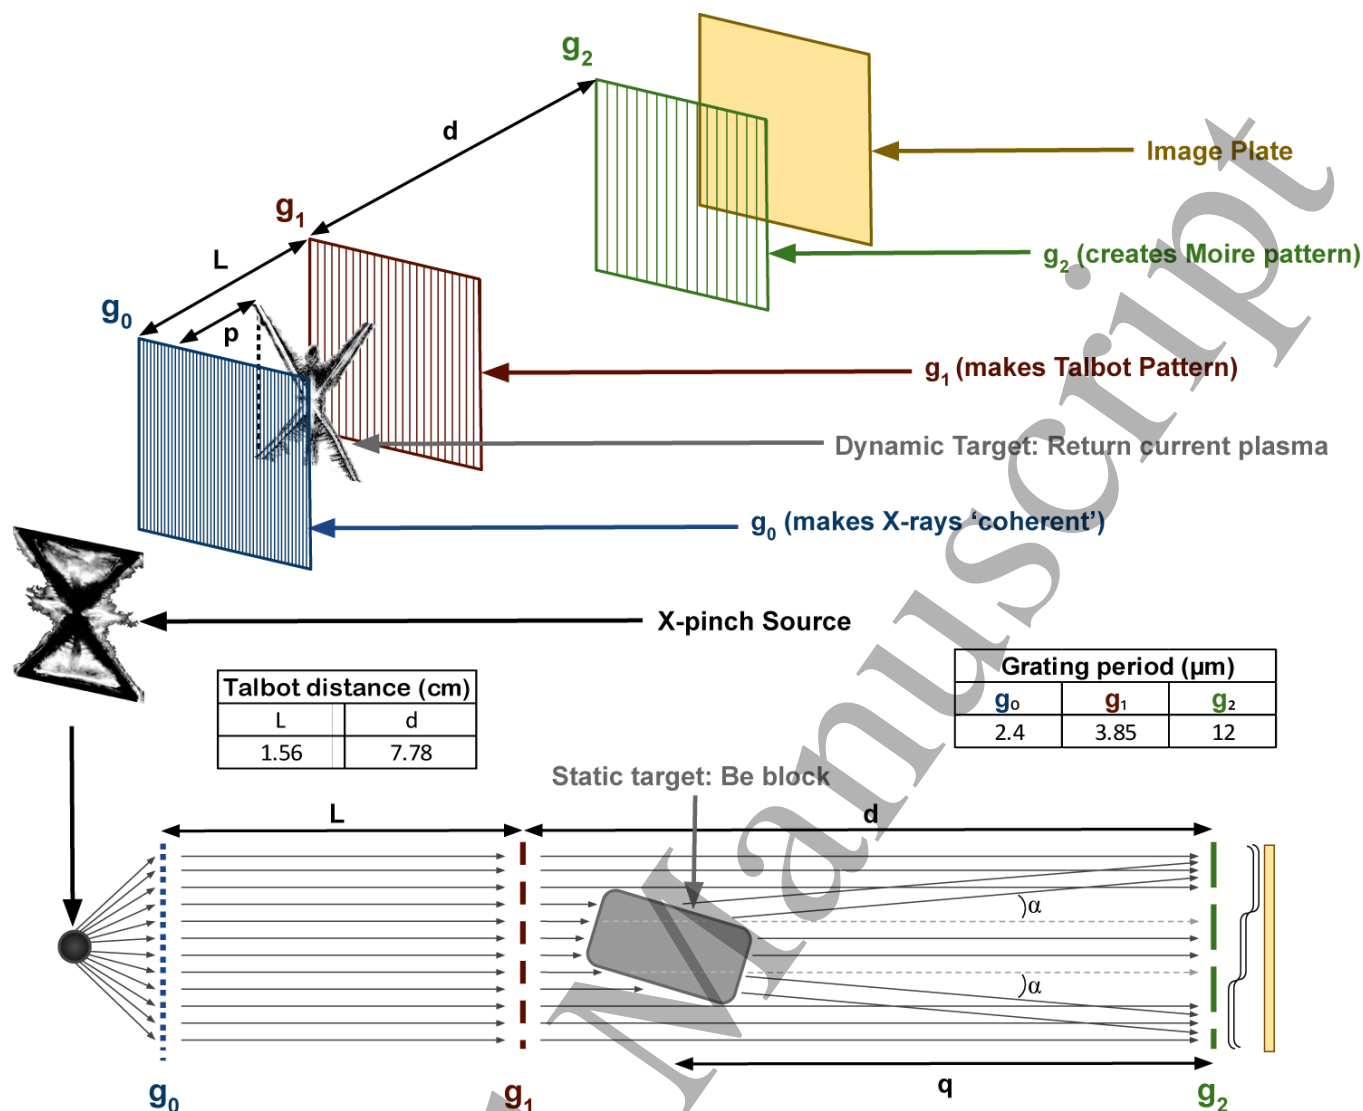 g2
d
Image Plate
g1
g2 (creates Moire pattern)
L
g0
p
g1 (makes Talbot Pattern)
Dynamic Target: Return current plasma
g0 (makes X-rays ‘coherent’)
X-pinch Source
Talbot distance (cm)
L d
1.56 7.78
Grating period (µm)
g0 g1 g2
2.4 3.85 12
Static target: Be block
L
d
α
α
q
g0
g1
g2
Manuscript